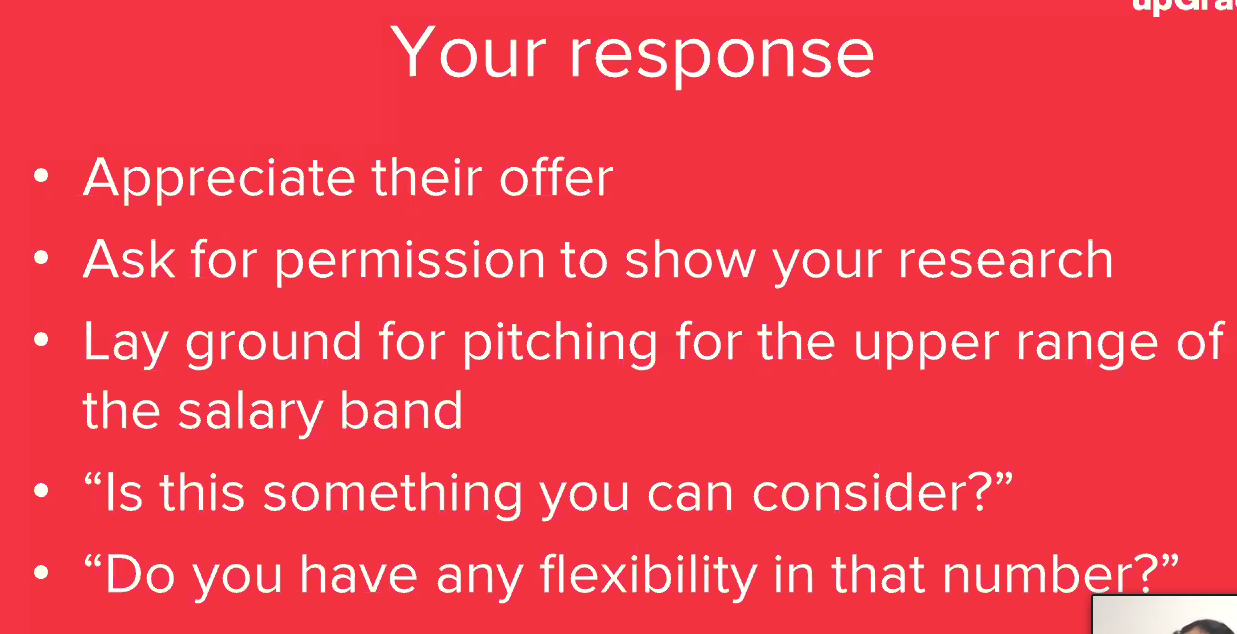 Your response
• Appreciate their offer
• Ask for permission to show your research
• Lay ground for pitching for the upper range of
the salary band
• “Is this something you can consider?”
• “Do you have any flexibility in that number?”